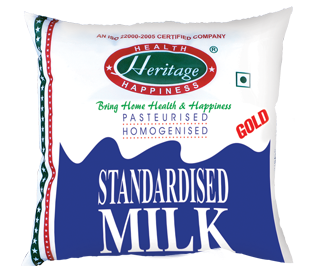 AN ISO 22000-2005 CERTIFIED COMPANY
HEALTH
Heritage®
HAPPINESS
Bring Home Health & Happiness
PASTEURISED
HOMOGENISED
GOLD
STANDARDISED
MILK